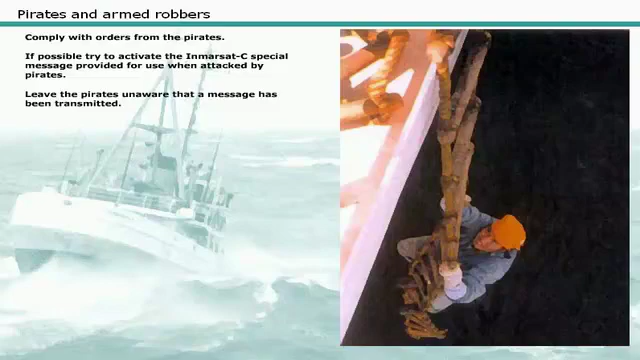 Pirates and armed robbers
Comply with orders from the pirates.
If possible try to activate the Inmarsat-C special
message provided for use when attacked by
pirates.
Leave the pirates unaware that a message has
been transmitted.